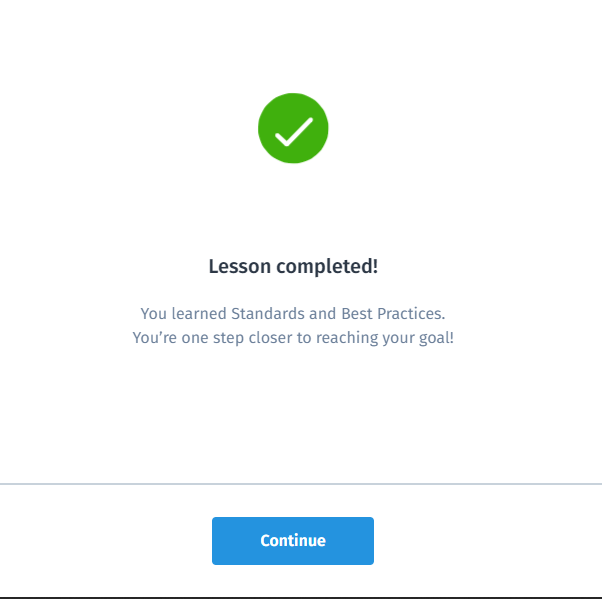 Lesson completed!
You learned Standards and Best Practices.
You’re one step closer to reaching your goal!
Continue